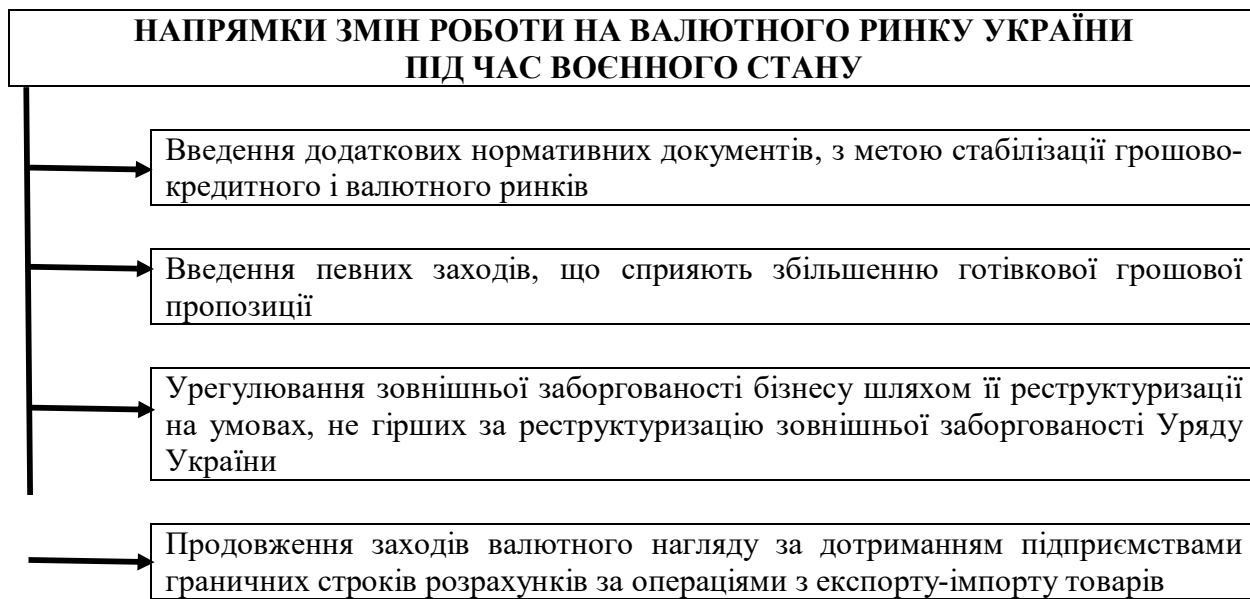 НАПРЯМКИ ЗМІН РОБОТИ НА ВАЛЮТНОГО РИНКУ УКРАЇНИ
ПІД ЧАС ВОЄННОГО СТАНУ
Введення додаткових нормативних документів, з метою стабілізації грошово-
кредитного і валютного ринків
Введення певних заходів, що сприяють збільшенню готівкової грошової
пропозиції
Урегулювання зовнішньої заборгованості бізнесу шляхом її реструктуризації
на умовах, не гірших за реструктуризацію зовнішньої заборгованості Уряду
України
Продовження заходів валютного нагляду за дотриманням підприємствами
граничних строків розрахунків за операціями з експорту-імпорту товарів